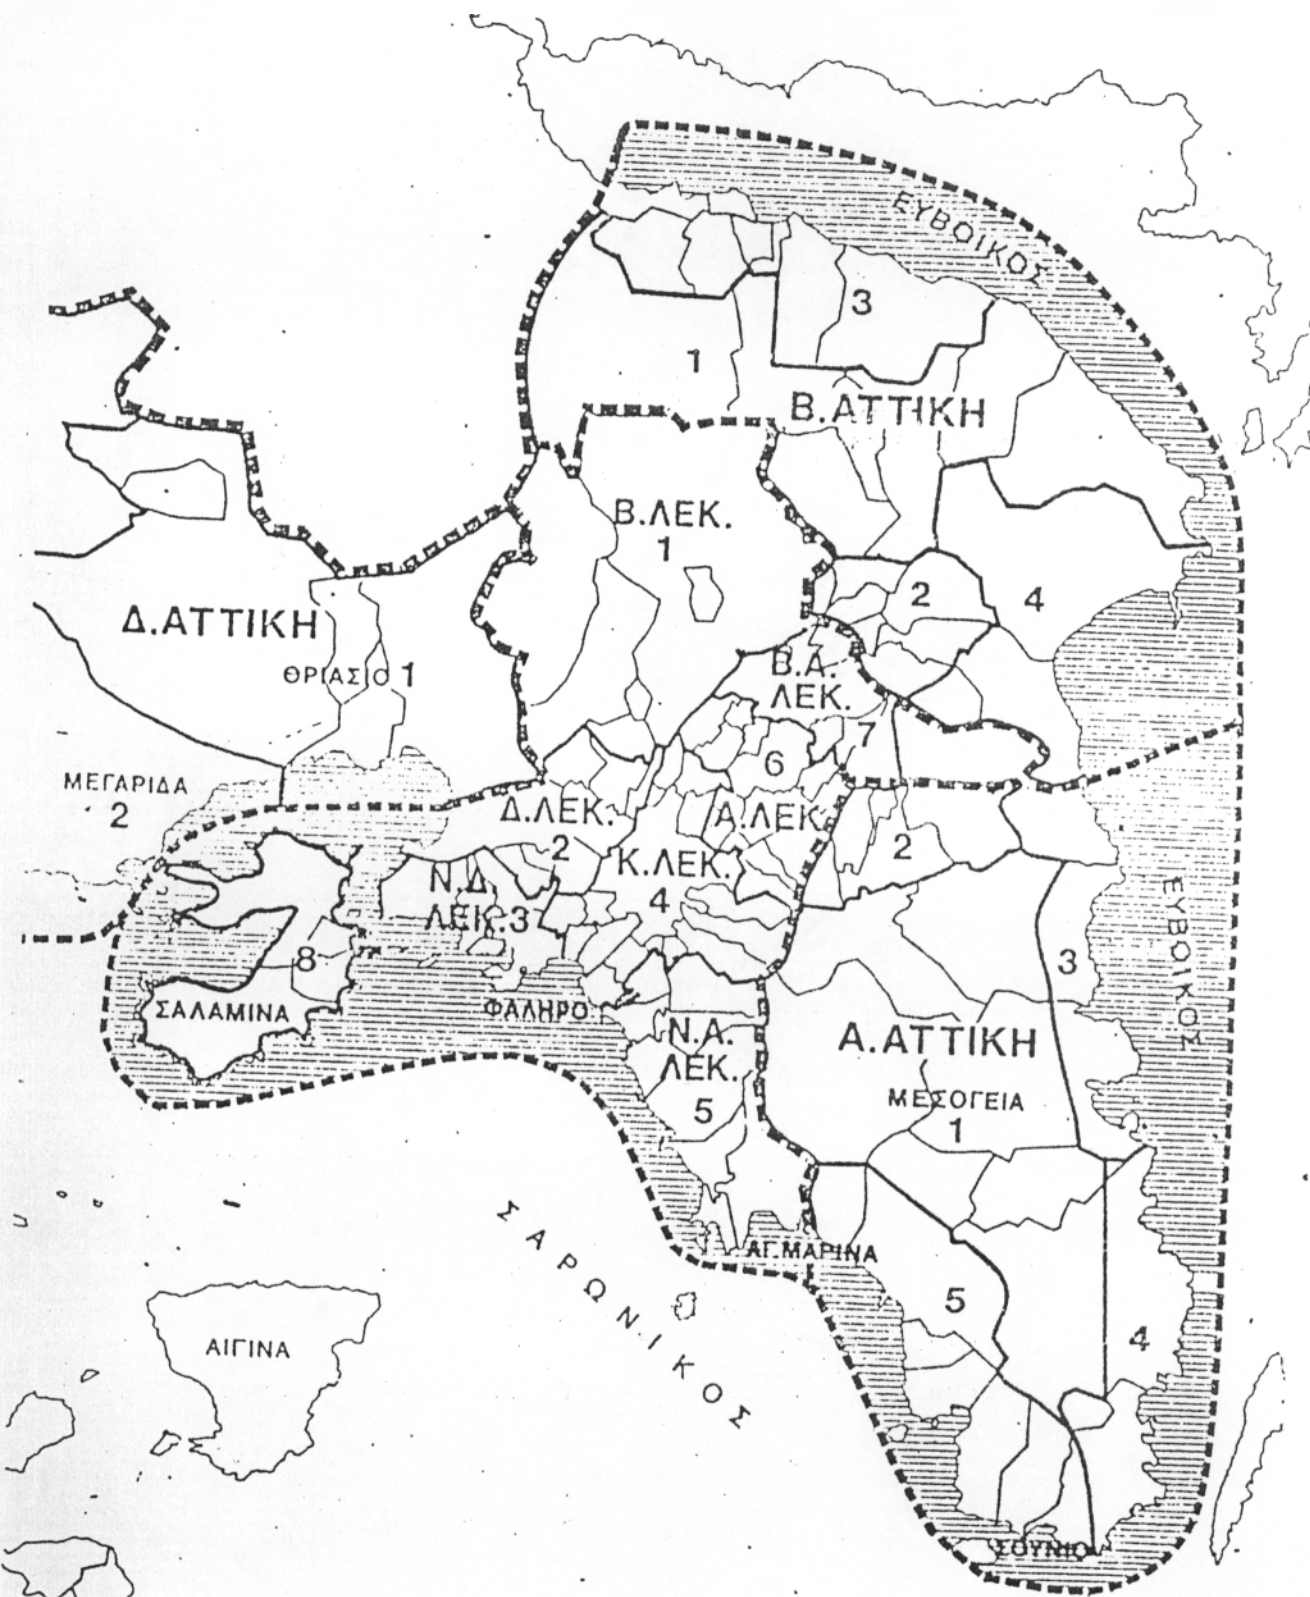 ΕΥΒΟΙΚΟΣ
3
1
Β.ΑΤΤΙΚΗ
Β.ΛΕΚ.
1
2
4
Δ.ΑΤΤΙΚΗ
ΘΡΙΑΣΙΟ 1
Β.Α.
ΛΕΚ.
7
6
ΜΕΓΑΡΙΔΑ
2
Δ.ΛΕΚ.
2
Α.ΛΕΚ.
2
Κ.ΛΕΚ.
4
Ν.Δ.
ΛΕΚ.3
ΕΥΒΟΙΚΟΣ
8
3
ΣΑΛΑΜΙΝΑ
ΦΑΛΗΡΟ
Ν.Α.
ΛΕΚ.
5
Α.ΑΤΤΙΚΗ
ΜΕΣΟΓΕΙΑ
1
ΣΑΡΩΝΙΚΟΣ
ΑΓ.ΜΑΡΙΝΑ
5
4
ΑΙΓΙΝΑ
ΣΟΥΝΙΟ